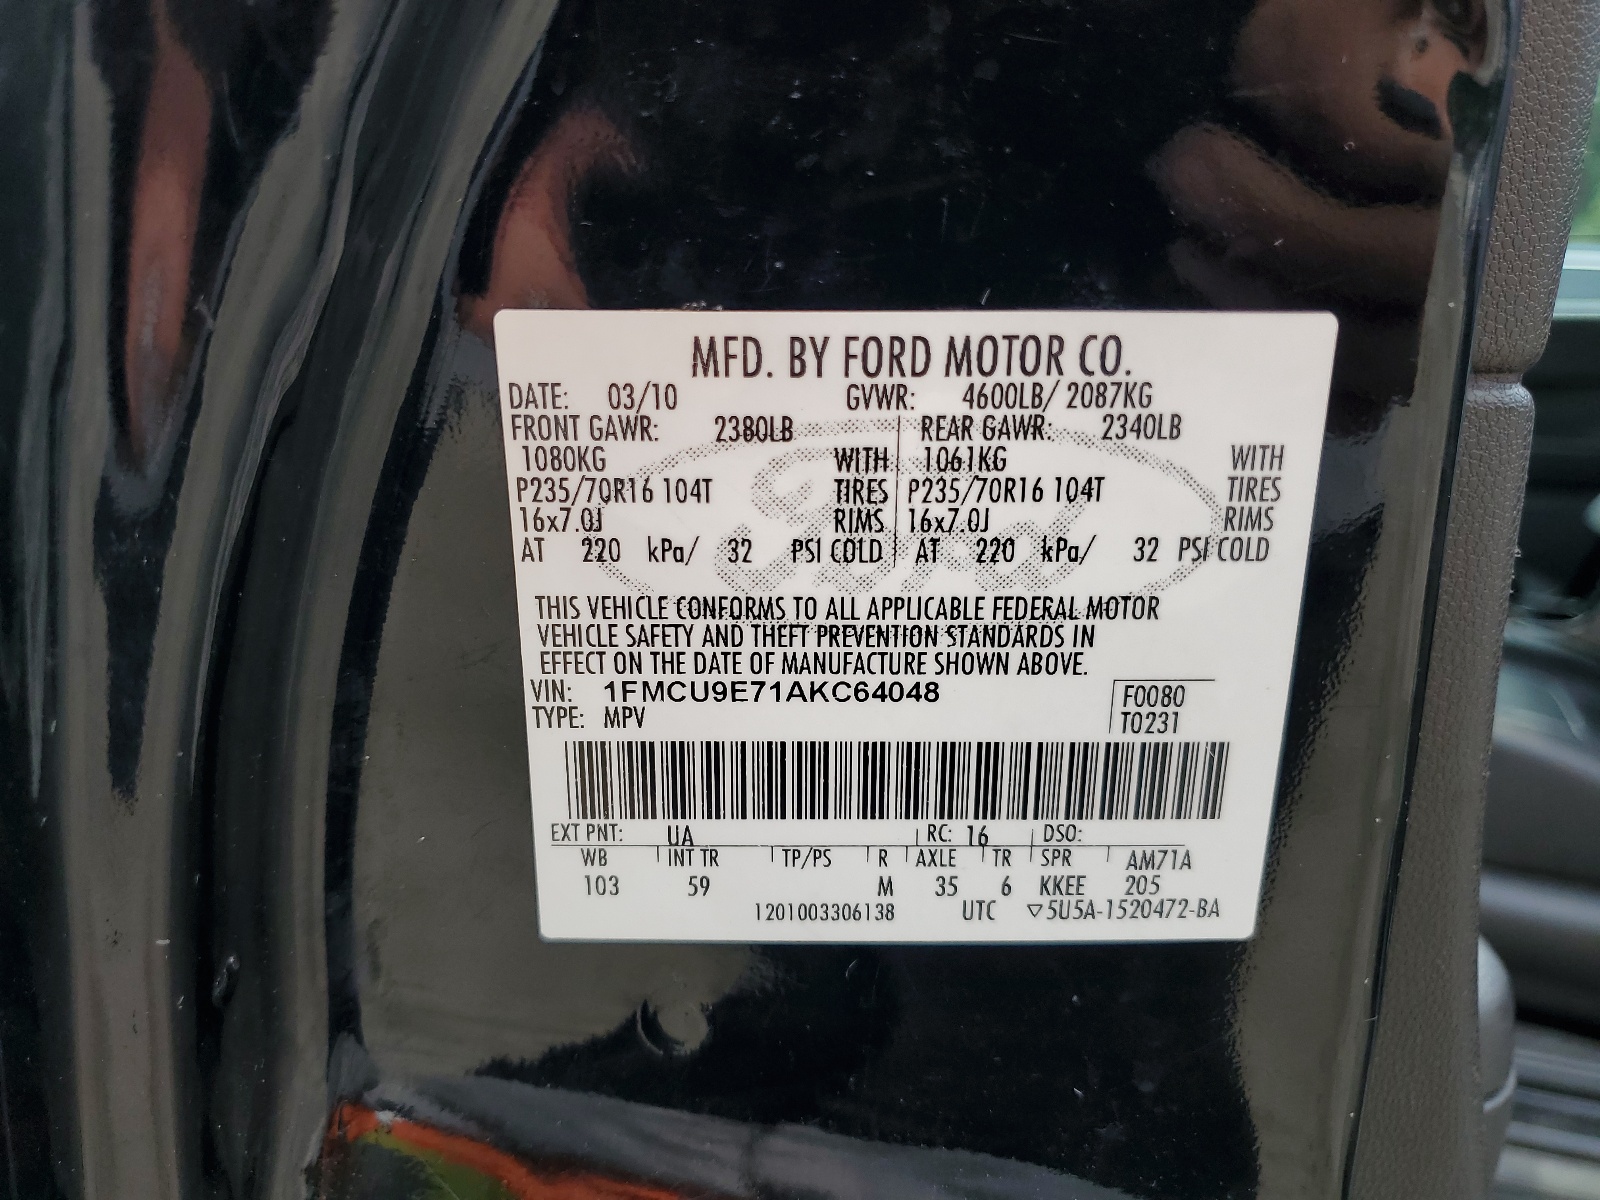 MFD. BY FORD MOTOR CO.
DATE: 03/10 GVWR: 4600LB/ 2087KG
FRONT GAWR: 2380LB REAR GAWR: 2340LB
1080KG WITH 1061KG WITH
P235/70R16 104T TIRES P235/70R16 104T TIRES
16x7.0J RIMS 16x7.0J RIMS
AT 220 kPa/ 32 PSI COLD AT 220 kPa/ 32 PSI COLD
Ford
THIS VEHICLE CONFORMS TO ALL APPLICABLE FEDERAL MOTOR
VEHICLE SAFETY AND THEFT PREVENTION STANDARDS IN
EFFECT ON THE DATE OF MANUFACTURE SHOWN ABOVE.
VIN: 1FMCU9E71AKC64048 F0080
TYPE: MPV T0231
EXT PNT: UA RC: 16 DSO:
WB INT TR TP/PS R AXLE TR SPR AM71A
103 59 M 35 6 KKEE 205
1201003306138 UTC ▽5U5A-1520472-BA